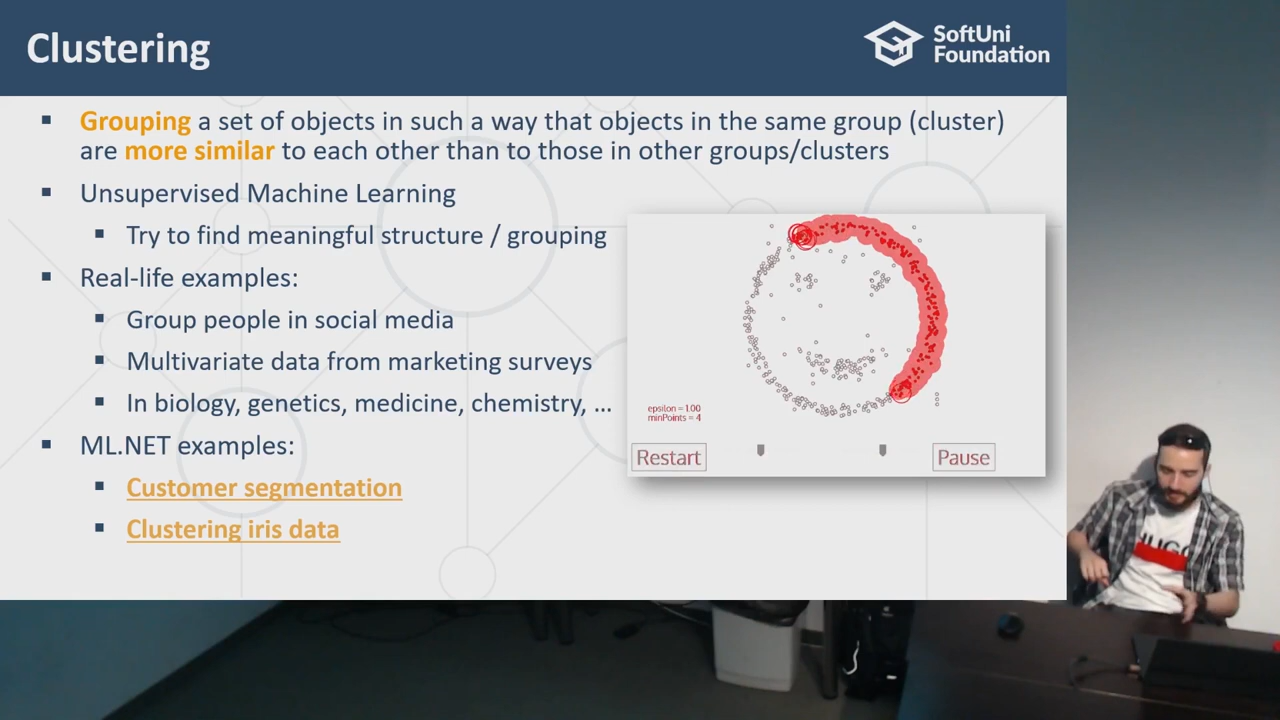 Clustering
SoftUni
Foundation
▪ Grouping a set of objects in such a way that objects in the same group (cluster)
are more similar to each other than to those in other groups/clusters
▪ Unsupervised Machine Learning
▪ Try to find meaningful structure / grouping
▪ Real-life examples:
▪ Group people in social media
▪ Multivariate data from marketing surveys
▪ In biology, genetics, medicine, chemistry, ...
▪ ML.NET examples:
▪ Customer segmentation
▪ Clustering iris data
epsilon = 1.00
minPoints = 4
Restart
Pause